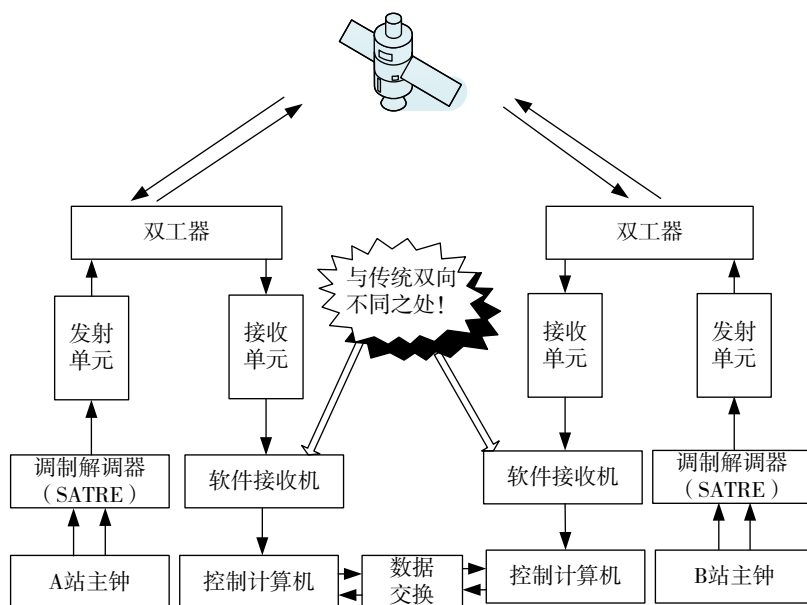 双工器
双工器
与传统双向
不同之处！
发射
单元
接收
单元
接收
单元
发射
单元
调制解调器
（SATRE）
软件接收机
软件接收机
调制解调器
（SATRE）
A站主钟
控制计算机
数据
交换
控制计算机
B站主钟